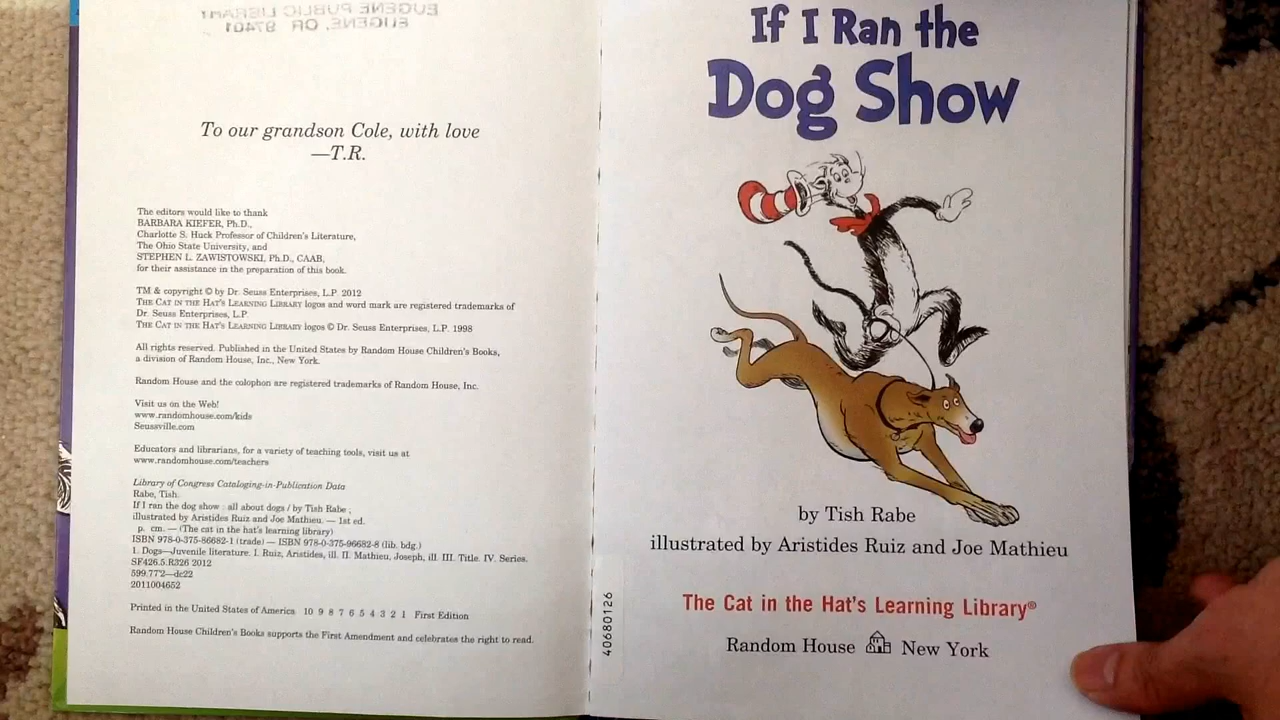 EUGENE PUBLIC LIBRARY
EUGENE, OR 97401
To our grandson Cole, with love
—T.R.
The editors would like to thank
BARBARA KIEFER, Ph.D.,
Charlotte S. Huck Professor of Children's Literature,
The Ohio State University, and
STEPHEN L. ZAWISTOWSKI, Ph.D., CAAB,
for their assistance in the preparation of this book.
TM & copyright © by Dr. Seuss Enterprises, L.P. 2012
THE CAT IN THE HAT'S LEARNING LIBRARY logos and word mark are registered trademarks of
Dr. Seuss Enterprises, L.P.
THE CAT IN THE HAT'S LEARNING LIBRARY logos © Dr. Seuss Enterprises, L.P. 1998
All rights reserved. Published in the United States by Random House Children's Books,
a division of Random House, Inc., New York.
Random House and the colophon are registered trademarks of Random House, Inc.
Visit us on the Web!
www.randomhouse.com/kids
Seussville.com
Educators and librarians, for a variety of teaching tools, visit us at
www.randomhouse.com/teachers
Library of Congress Cataloging-in-Publication Data
Rabe, Tish.
If I ran the dog show : all about dogs / by Tish Rabe ;
illustrated by Aristides Ruiz and Joe Mathieu. — 1st ed.
p. cm. — (The cat in the hat's learning library)
ISBN 978-0-375-86682-1 (trade) — ISBN 978-0-375-96682-8 (lib. bdg.)
1. Dogs—Juvenile literature. I. Ruiz, Aristides, ill. II. Mathieu, Joseph, ill. III. Title. IV. Series.
SF426.5.R326 2012
599.77'2—dc22
2011004652
Printed in the United States of America 10 9 8 7 6 5 4 3 2 1 First Edition
Random House Children's Books supports the First Amendment and celebrates the right to read.
40680126
If I Ran the
Dog Show
by Tish Rabe
illustrated by Aristides Ruiz and Joe Mathieu
The Cat in the Hat's Learning Library®
Random House New York